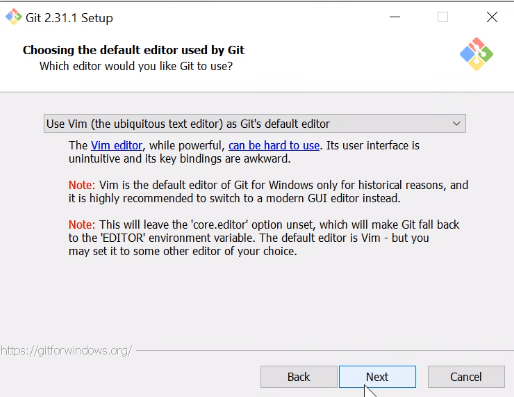 Git 2.31.1 Setup
Choosing the default editor used by Git
Which editor would you like Git to use?
Use Vim (the ubiquitous text editor) as Git's default editor
The Vim editor, while powerful, can be hard to use. Its user interface is
unintuitive and its key bindings are awkward.
Note: Vim is the default editor of Git for Windows only for historical reasons, and
it is highly recommended to switch to a modern GUI editor instead.
Note: This will leave the 'core.editor' option unset, which will make Git fall back
to the 'EDITOR' environment variable. The default editor is Vim - but you
may set it to some other editor of your choice.
https://gitforwindows.org/
Back Next Cancel